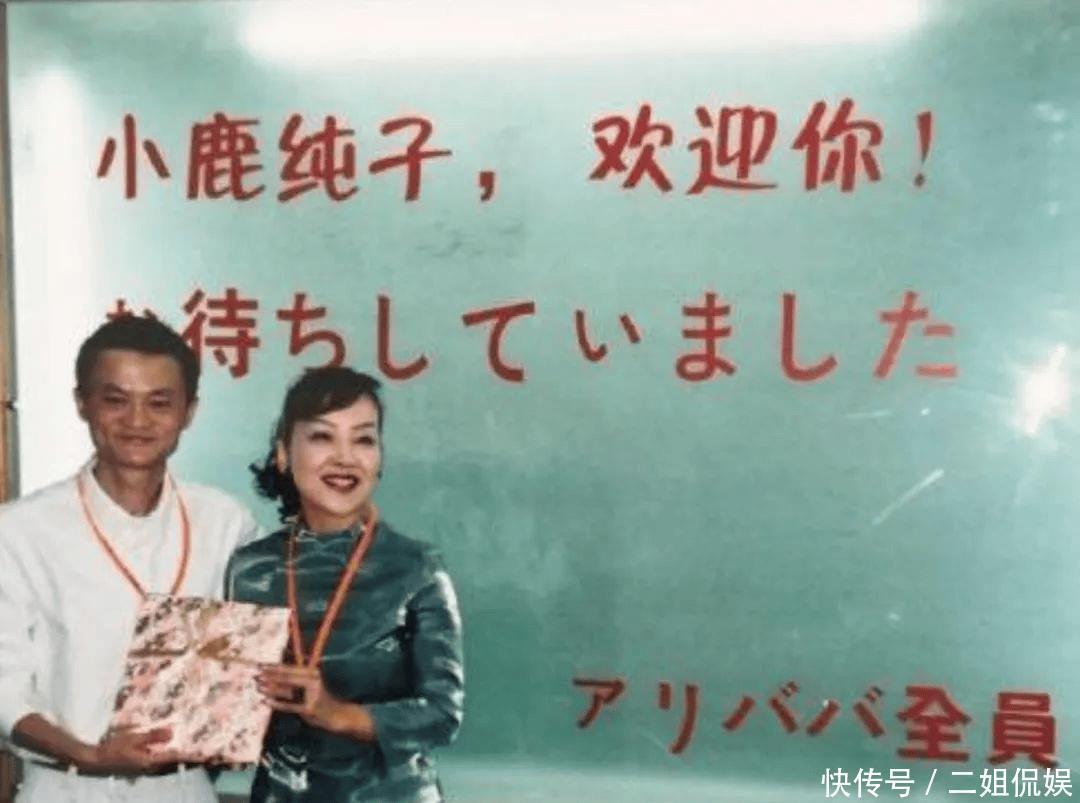 小鹿纯子，欢迎你！
お待ちしていました
アリババ全員
快传号 / 二姐侃娱